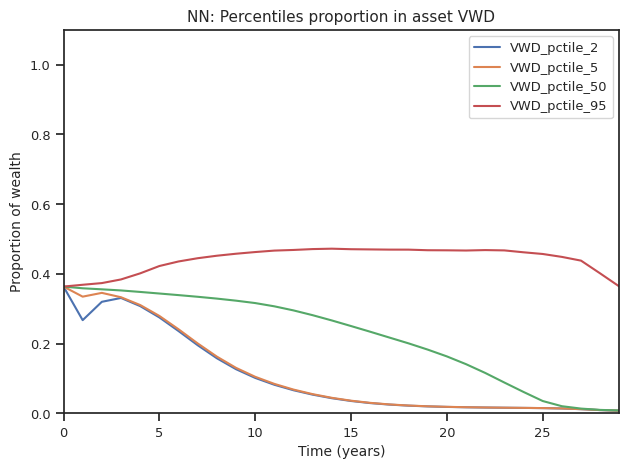 NN: Percentiles proportion in asset VWD
VWD_pctile_2
VWD_pctile_5
VWD_pctile_50
VWD_pctile_95
Proportion of wealth
1.0
0.8
0.6
0.4
0.2
0.0
0 5 10 15 20 25
Time (years)